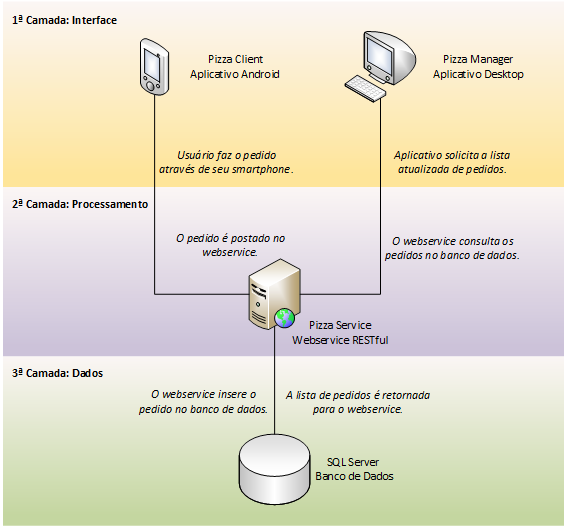 1ª Camada: Interface
Pizza Client
Aplicativo Android
Pizza Manager
Aplicativo Desktop
Usuário faz o pedido
através de seu smartphone.
Aplicativo solicita a lista
atualizada de pedidos.
2ª Camada: Processamento
O pedido é postado no
webservice.
O webservice consulta os
pedidos no banco de dados.
Pizza Service
Webservice RESTful
3ª Camada: Dados
O webservice insere o
pedido no banco de dados.
A lista de pedidos é retornada
para o webservice.
SQL Server
Banco de Dados